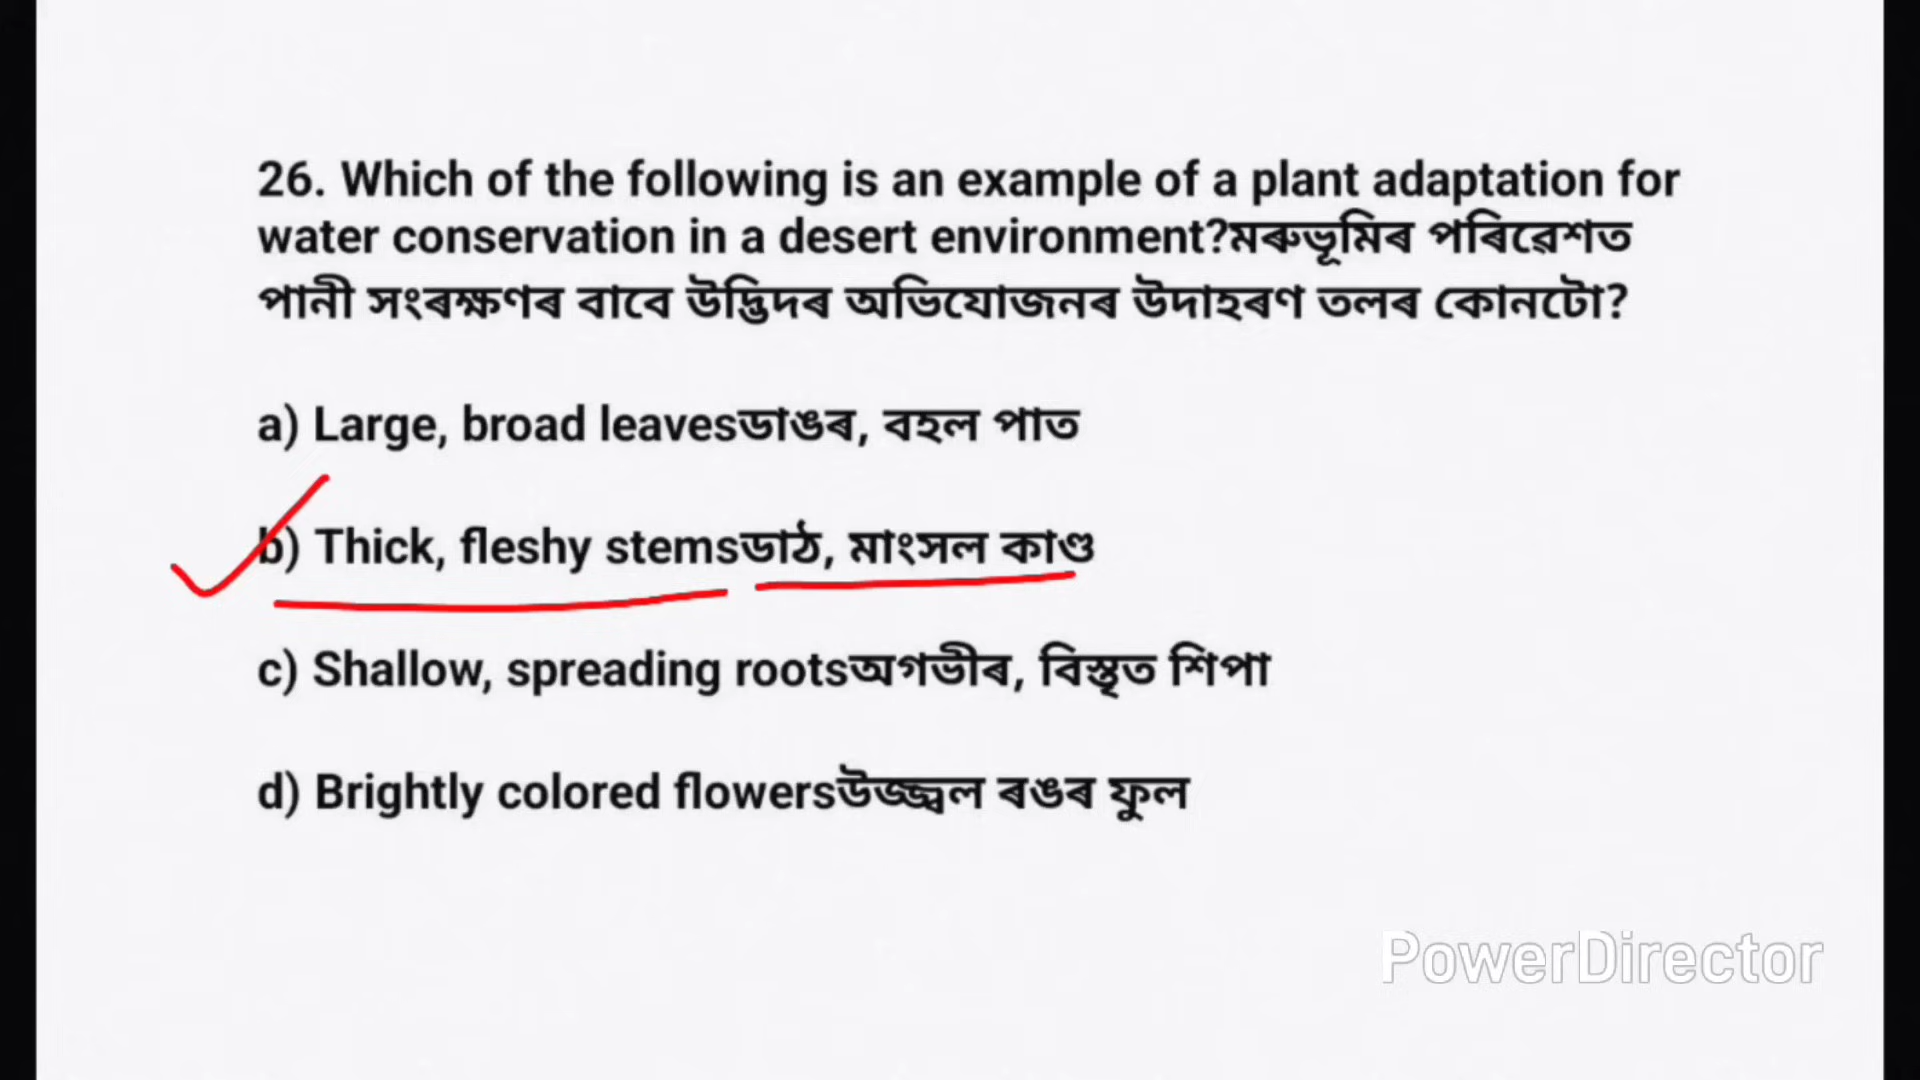 26. Which of the following is an example of a plant adaptation for
water conservation in a desert environment?মৰুভূমিৰ পৰিৱেশত
পানী সংৰক্ষণৰ বাবে উদ্ভিদৰ অভিযোজনৰ উদাহৰণ তলৰ কোনটো?
a) Large, broad leavesডাঙৰ, বহল পাত
b) Thick, fleshy stemsডাঠ, মাংসল কাণ্ড
c) Shallow, spreading rootsঅগভীৰ, বিস্তৃত শিপা
d) Brightly colored flowersউজ্জ্বল ৰঙৰ ফুল
PowerDirector